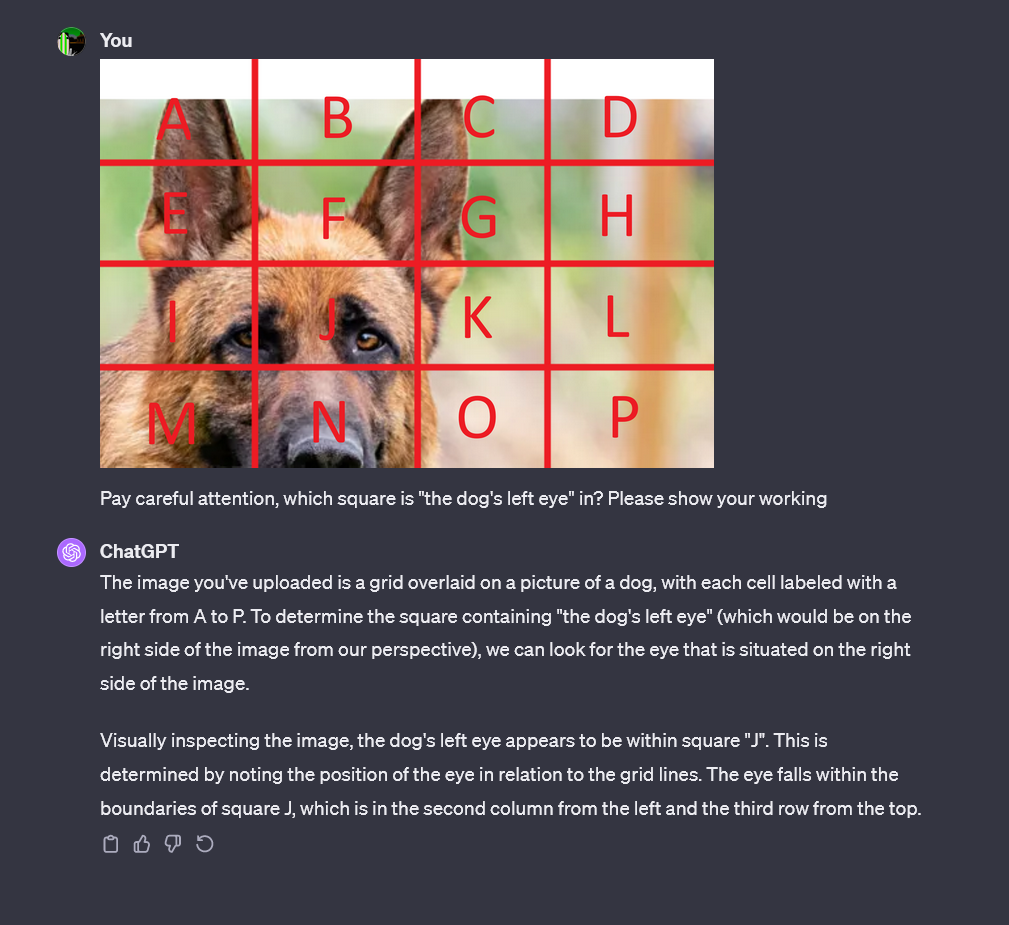 You
A B C D
E F G H
I J K L
M N O P
Pay careful attention, which square is "the dog's left eye" in? Please show your working
ChatGPT
The image you've uploaded is a grid overlaid on a picture of a dog, with each cell labeled with a
letter from A to P. To determine the square containing "the dog's left eye" (which would be on the
right side of the image from our perspective), we can look for the eye that is situated on the right
side of the image.
Visually inspecting the image, the dog's left eye appears to be within square "J". This is
determined by noting the position of the eye in relation to the grid lines. The eye falls within the
boundaries of square J, which is in the second column from the left and the third row from the top.